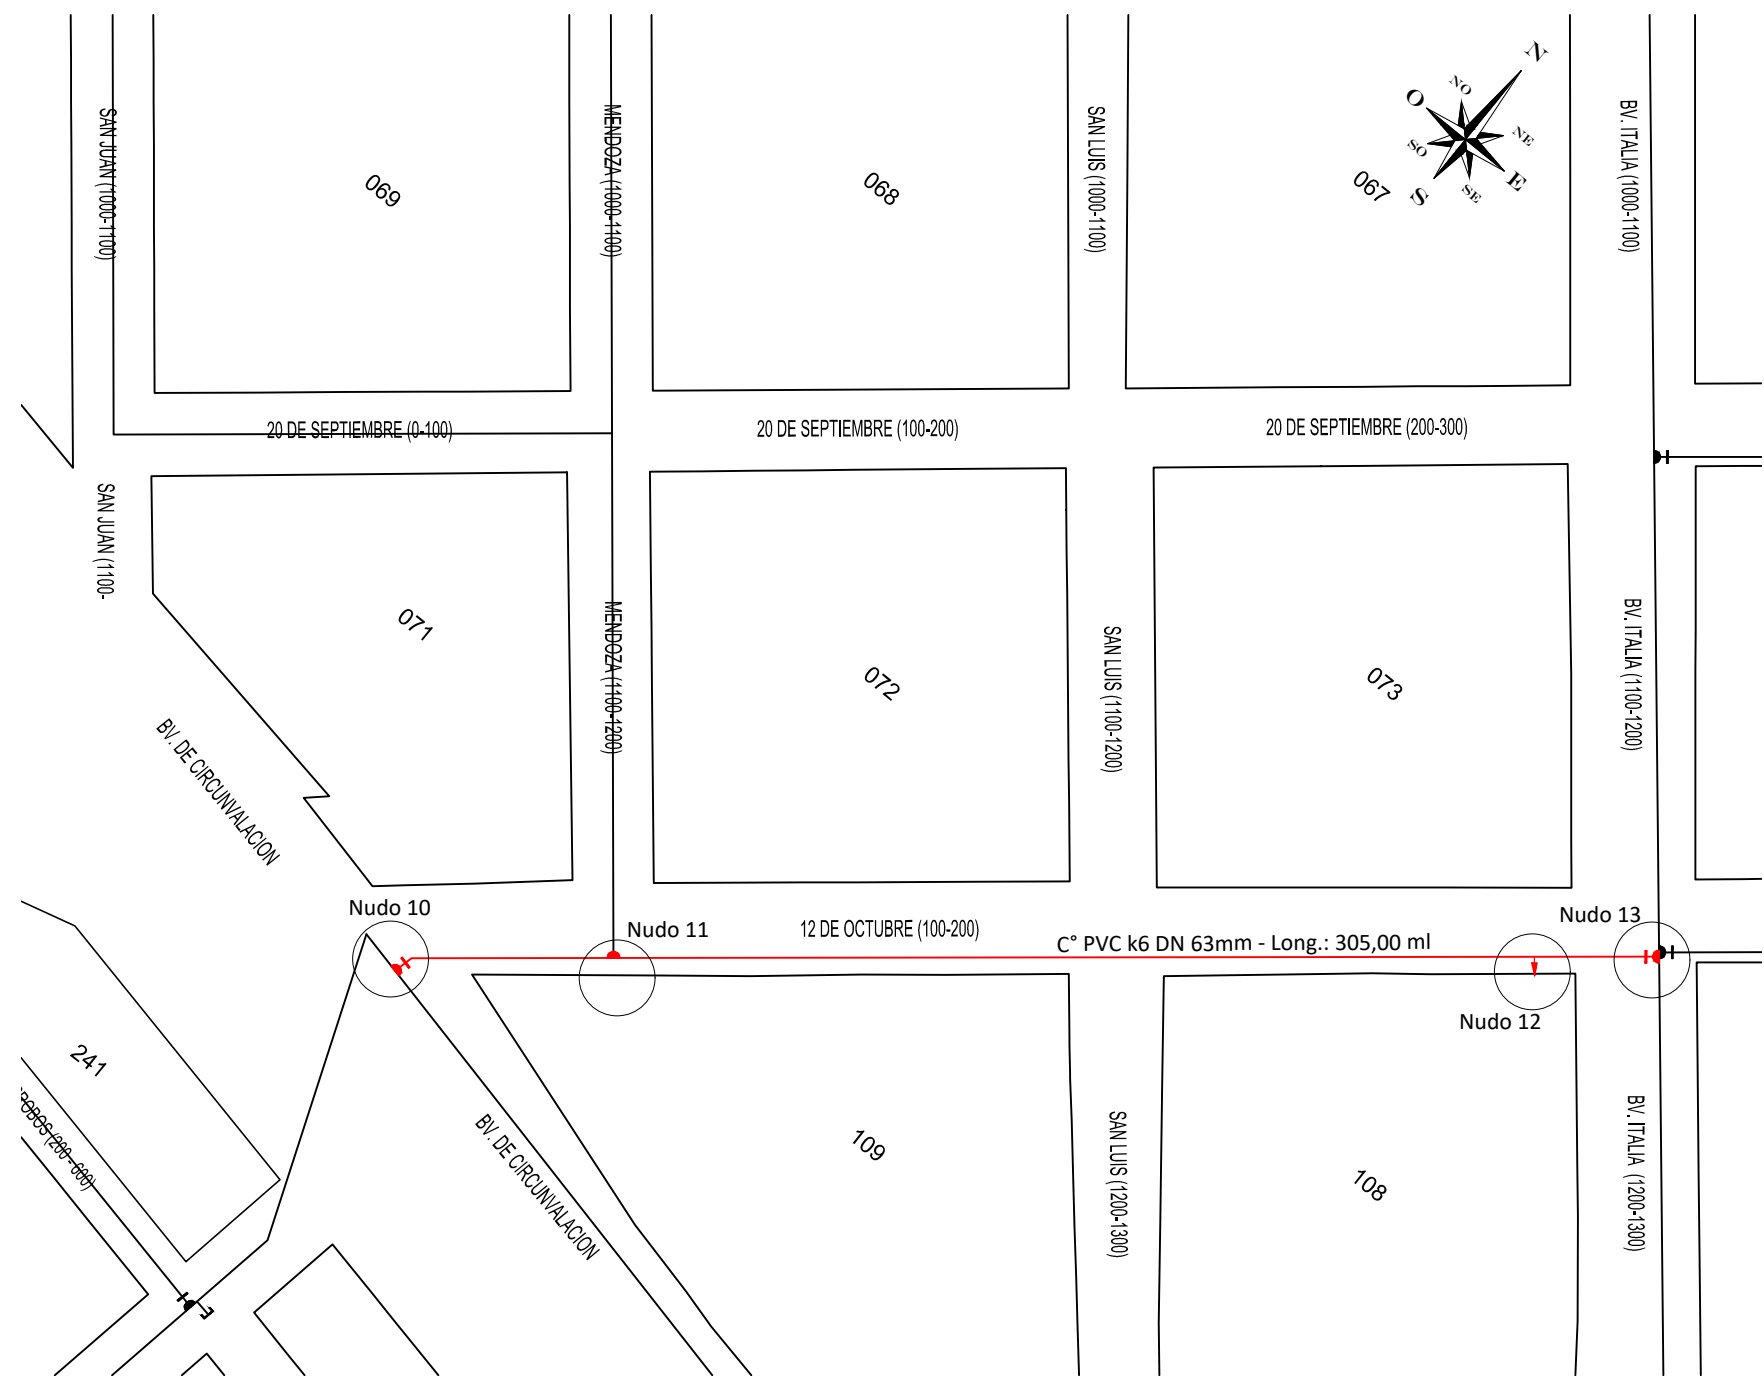 N
NO
O
NE
SO
E
S
SE
SAN JUAN (1000-1100)
MENDOZA (1000-1100)
SAN LUIS (1000-1100)
BV. ITALIA (1000-1100)
069
068
067
20 DE SEPTIEMBRE (0-100)
20 DE SEPTIEMBRE (100-200)
20 DE SEPTIEMBRE (200-300)
SAN JUAN (1100-
MENDOZA (1100-1200)
SAN LUIS (1100-1200)
BV. ITALIA (1100-1200)
071
072
073
BV. DE CIRCUNVALACION
Nudo 10
Nudo 11
12 DE OCTUBRE (100-200)
C° PVC k6 DN 63mm - Long.: 305,00 ml
Nudo 13
Nudo 12
241
ROBOS (200 - 600)
BV. DE CIRCUNVALACION
109
SAN LUIS (1200-1300)
108
BV. ITALIA (1200-1300)